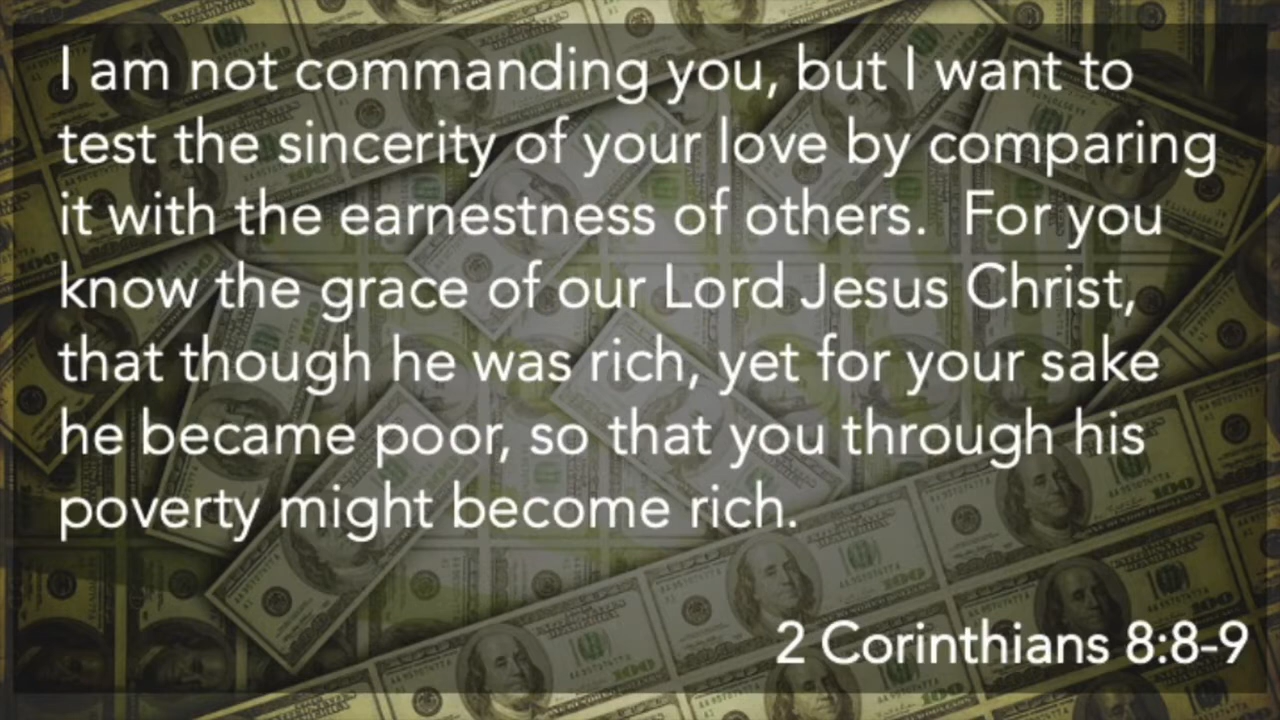 I am not commanding you, but I want to
test the sincerity of your love by comparing
it with the earnestness of others.  For you
know the grace of our Lord Jesus Christ,
that though he was rich, yet for your sake
he became poor, so that you through his
poverty might become rich.
2 Corinthians 8:8-9